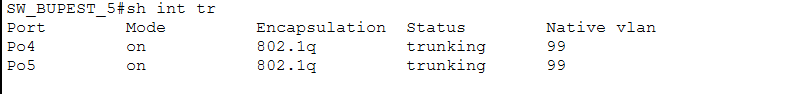 SW_BUPEST_5#sh int tr
Port Mode Encapsulation Status Native vlan
Po4 on 802.1q trunking 99
Po5 on 802.1q trunking 99